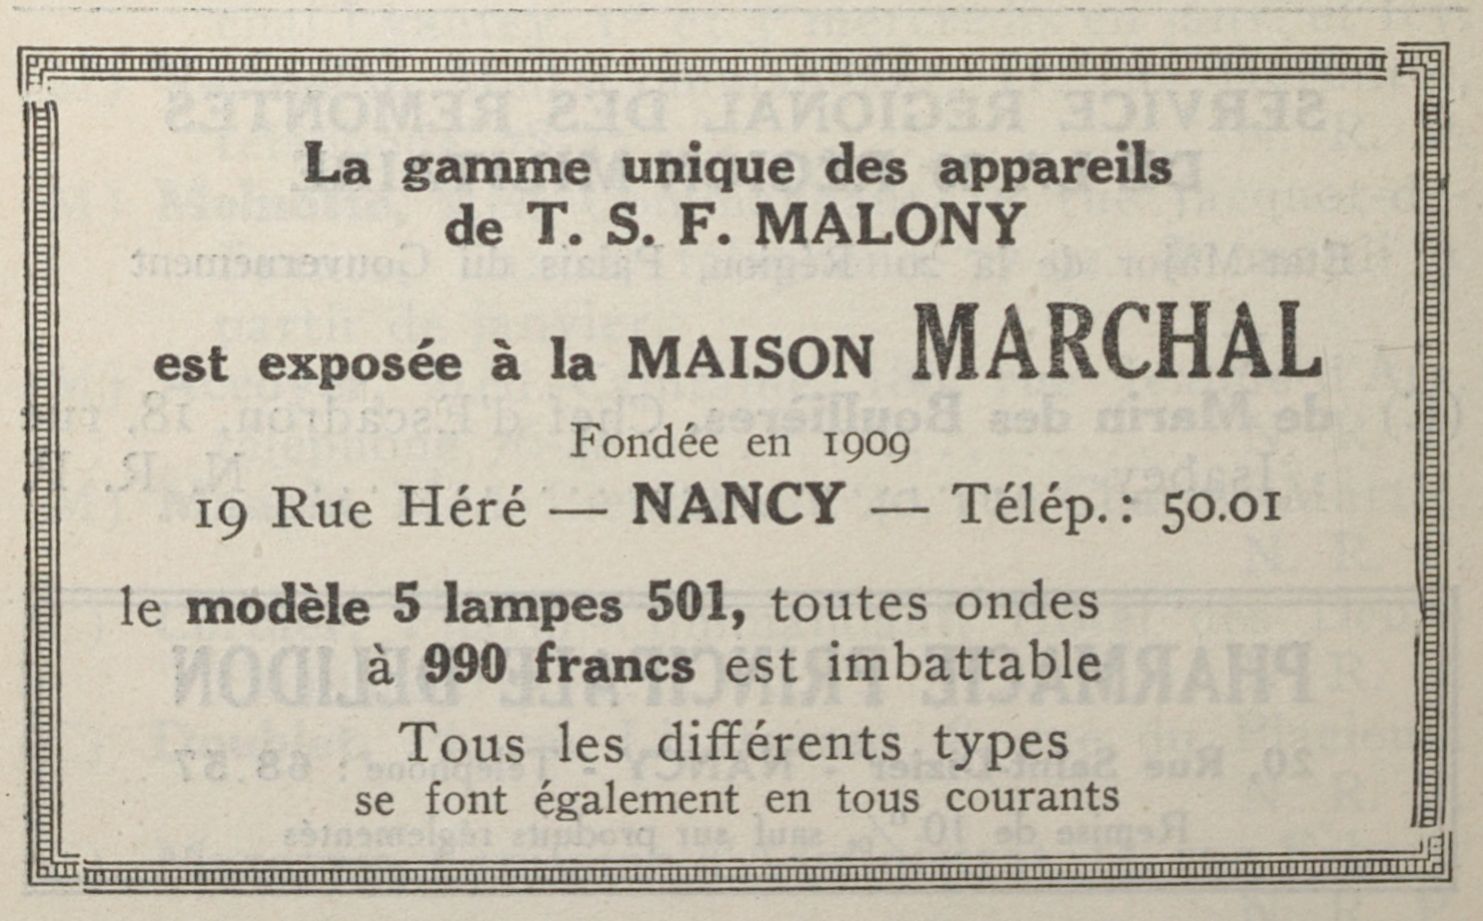 La gamme unique des appareils
de T. S. F. MALONY
est exposée à la MAISON MARCHAL
Fondée en 1909
19 Rue Héré — NANCY — Télép. : 50.01
le modèle 5 lampes 501, toutes ondes
à 990 francs est imbattable
Tous les différents types
se font également en tous courants